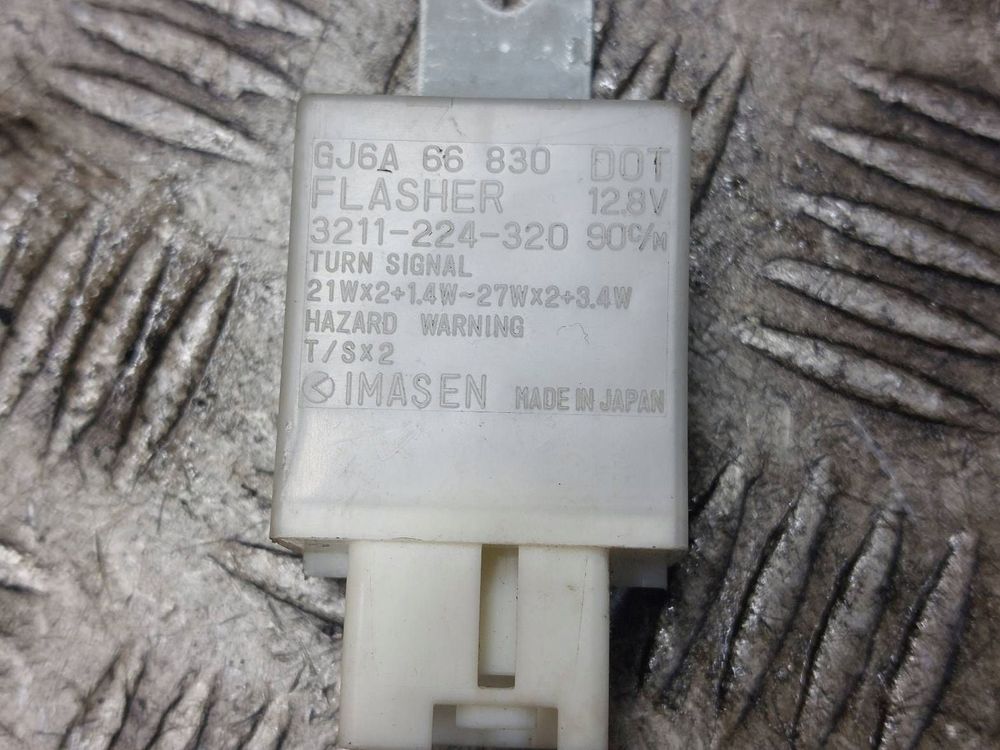 GJ6A 66 830 DOT
FLASHER 12.8V
3211-224-320 90c/M
TURN SIGNAL
21W×2+1.4W~27W×2+3.4W
HAZARD WARNING
T/S×2
IMASEN MADE IN JAPAN